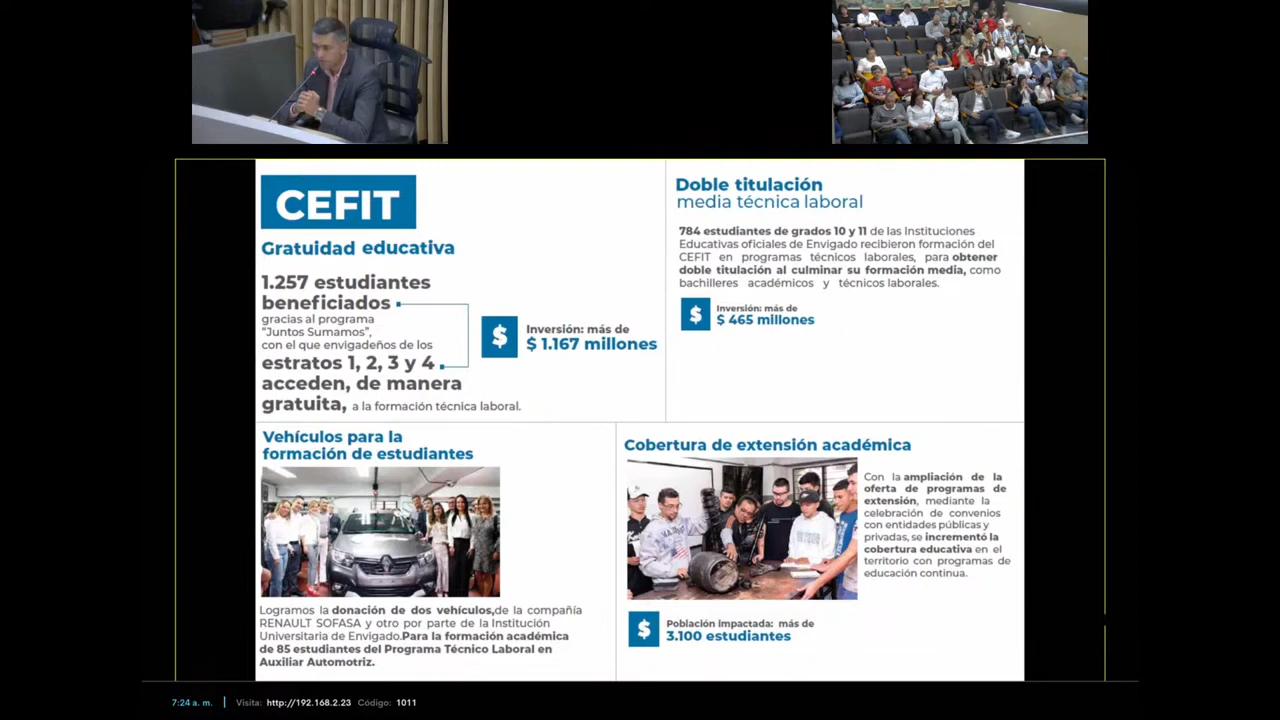 CEFIT
Gratuidad educativa
1.257 estudiantes
beneficiados
gracias al programa
"Juntos Sumamos",
con el que envigadeños de los
estratos 1, 2, 3 y 4
acceden, de manera
gratuita, a la formación técnica laboral.
$
Inversión: más de
$ 1.167 millones
Doble titulación
media técnica laboral
784 estudiantes de grados 10 y 11 de las Instituciones
Educativas oficiales de Envigado recibieron formación del
CEFIT en programas técnicos laborales, para obtener
doble titulación al culminar su formación media, como
bachilleres académicos y técnicos laborales.
$
Inversión: más de
$ 465 millones
Vehículos para la
formación de estudiantes
Logramos la donación de dos vehículos,de la compañía
RENAULT SOFASA y otro por parte de la Institución
Universitaria de Envigado.Para la formación académica
de 85 estudiantes del Programa Técnico Laboral en
Auxiliar Automotriz.
Cobertura de extensión académica
Con la ampliación de la
oferta de programas de
extensión, mediante la
celebración de convenios
con entidades públicas y
privadas, se incrementó la
cobertura educativa en el
territorio con programas de
educación continua.
$
Población impactada: más de
3.100 estudiantes
7:24 a. m. | Visita: http://192.168.2.23 Código: 1011